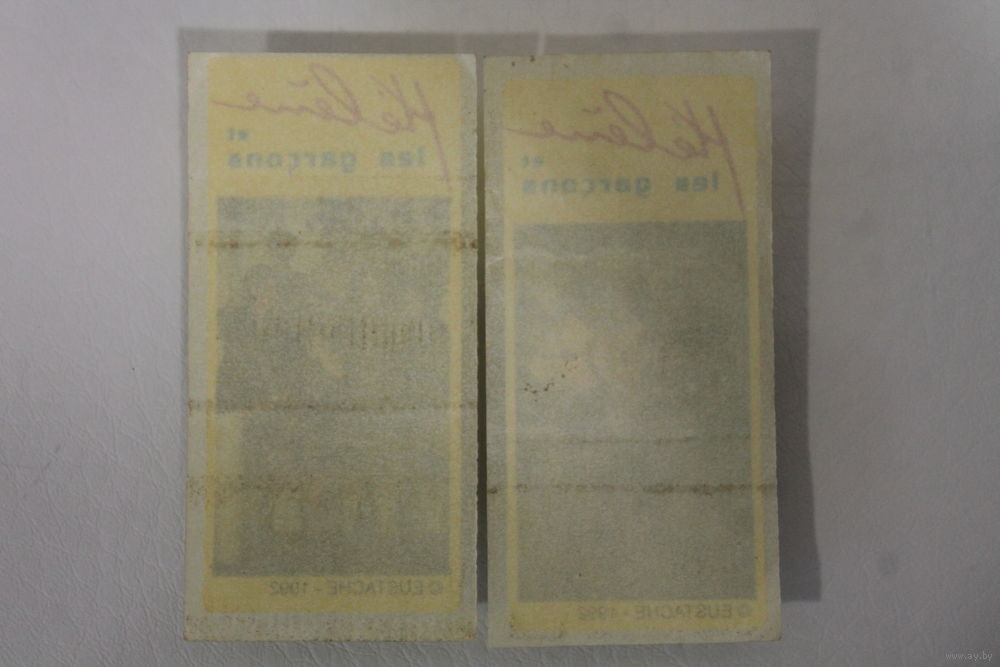 Hélène
et
les garçons
© EUSTACHE - 1992
Hélène
et
les garçons
© EUSTACHE - 1992
www.ay.by